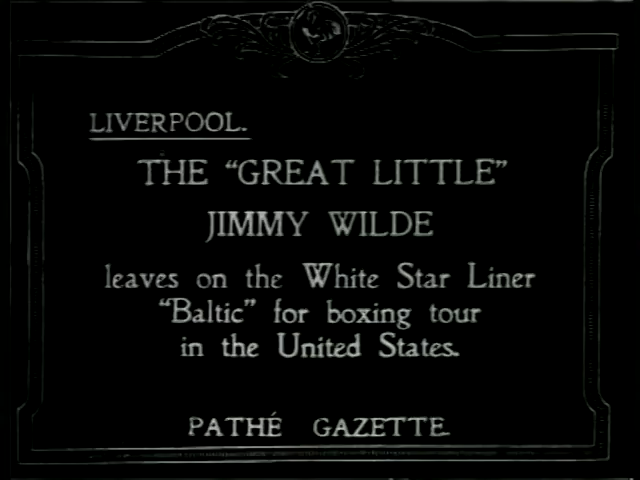 LIVERPOOL.
THE "GREAT LITTLE"
JIMMY WILDE
leaves on the White Star Liner
"Baltic" for boxing tour
in the United States.
PATHÉ GAZETTE.